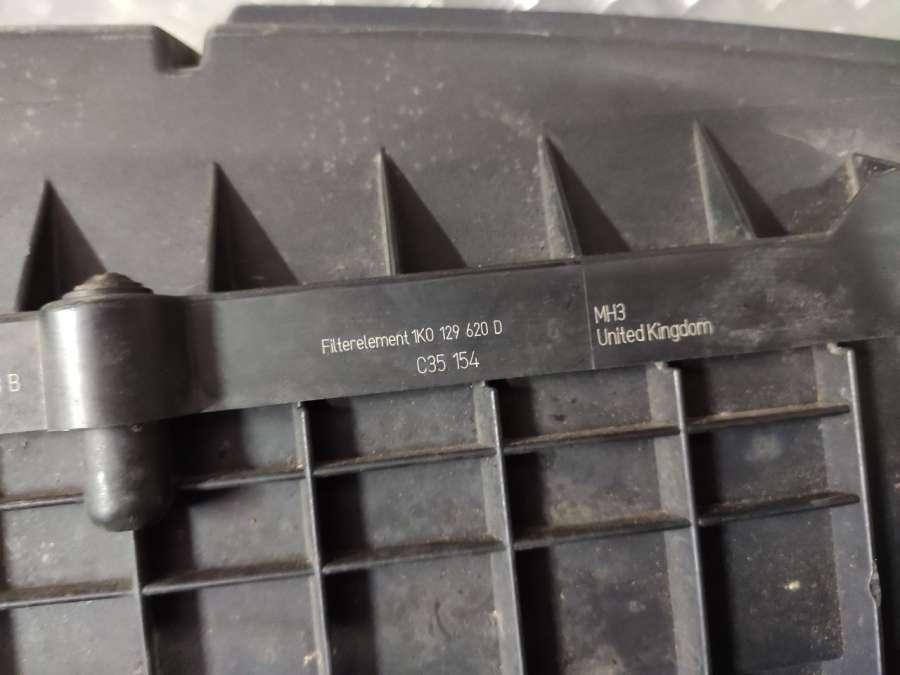 B
Filterelement 1K0 129 620 D
C35 154
MH3
United Kingdom